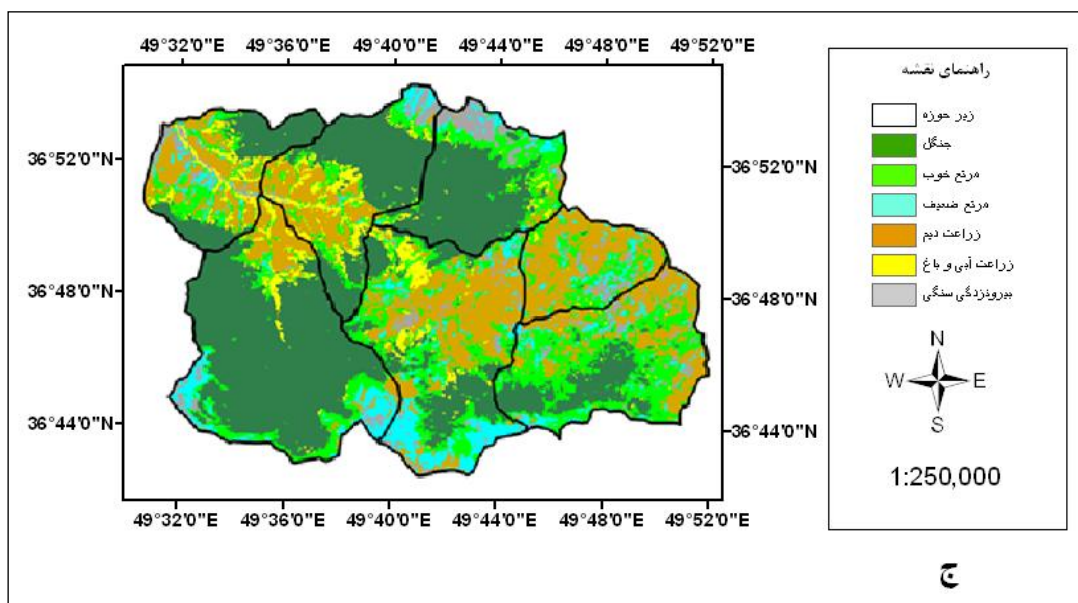 49°32'0"E 49°36'0"E 49°40'0"E 49°44'0"E 49°48'0"E 49°52'0"E
36°52'0"N 36°52'0"N
36°48'0"N 36°48'0"N
36°44'0"N 36°44'0"N
49°32'0"E 49°36'0"E 49°40'0"E 49°44'0"E 49°48'0"E 49°52'0"E
راهنمای نقشه
زیر حوزه
جنگل
مرتع خوب
مرتع ضعیف
زراعت دیم
زراعت آبی و باغ
بیرونزدگی سنگی
N
W E
S
1:250,000
ج